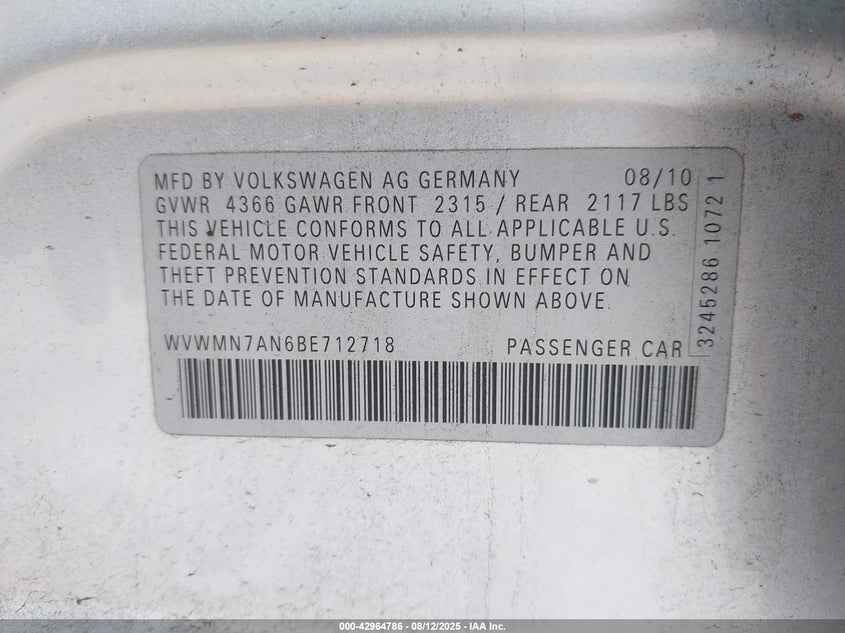 MFD BY VOLKSWAGEN AG GERMANY 08/10
GVWR 4366 GAWR FRONT 2315 / REAR 2117 LBS
THIS VEHICLE CONFORMS TO ALL APPLICABLE U.S.
FEDERAL MOTOR VEHICLE SAFETY, BUMPER AND
THEFT PREVENTION STANDARDS IN EFFECT ON
THE DATE OF MANUFACTURE SHOWN ABOVE.
WVWMN7AN6BE712718 PASSENGER CAR
3245286 1072 1
000-42964786 - 08/12/2025 - IAA Inc.